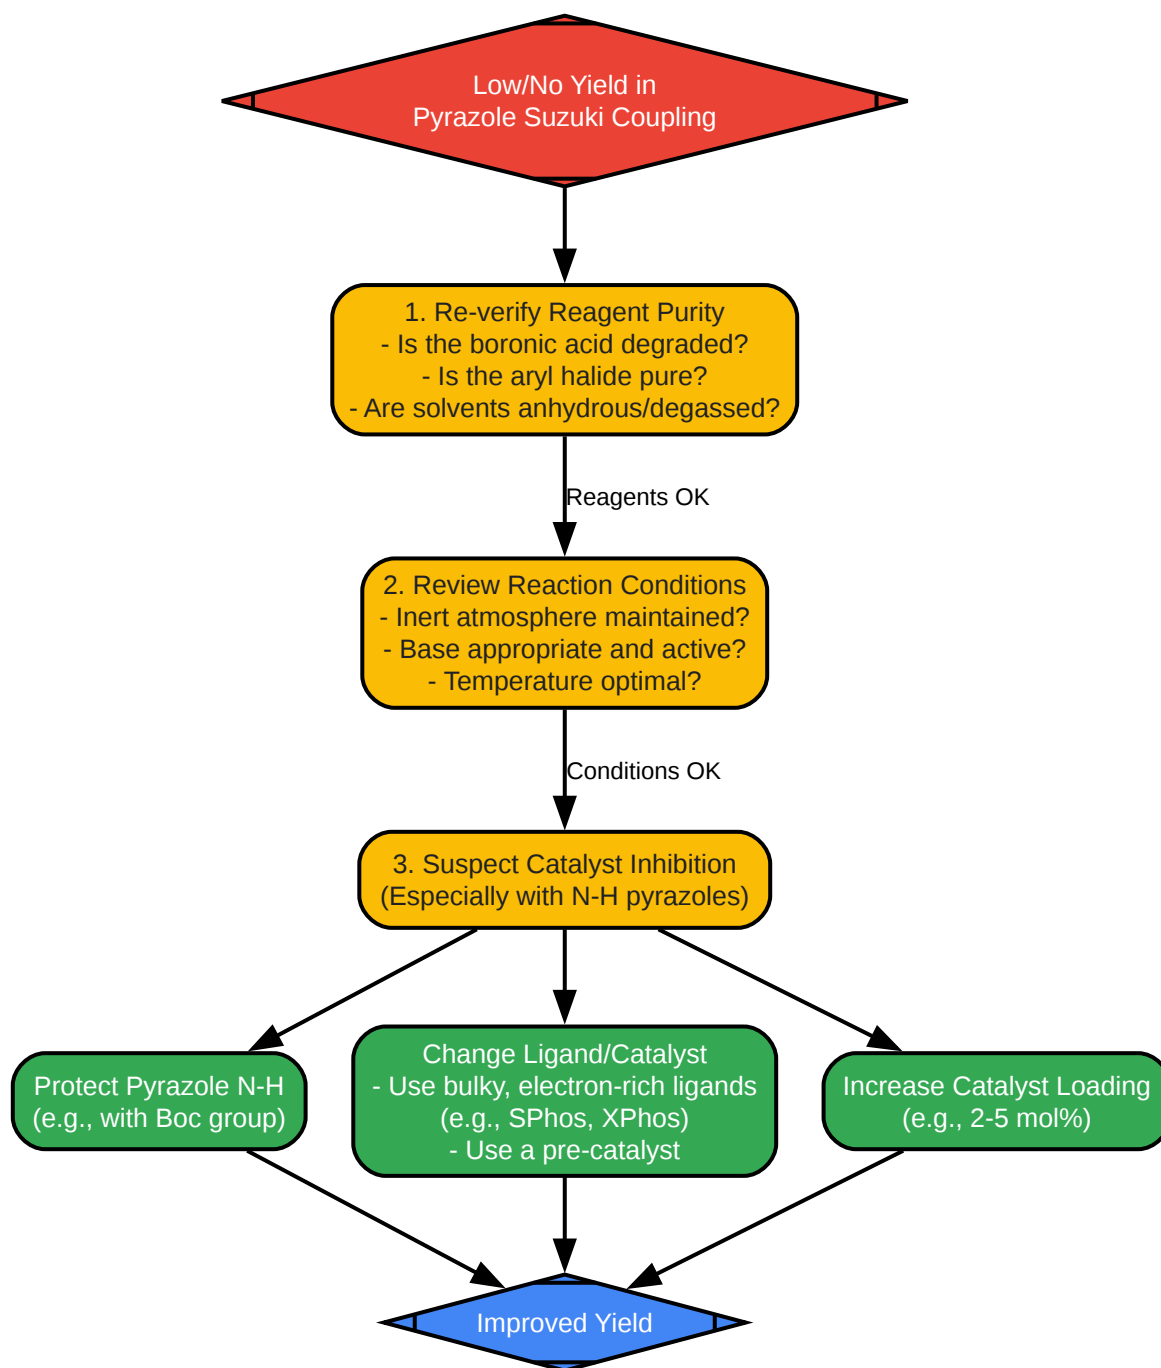 Low/No Yield in
Pyrazole Suzuki Coupling
1. Re-verify Reagent Purity
- Is the boronic acid degraded?
- Is the aryl halide pure?
- Are solvents anhydrous/degassed?
Reagents OK
2. Review Reaction Conditions
- Inert atmosphere maintained?
- Base appropriate and active?
- Temperature optimal?
Conditions OK
3. Suspect Catalyst Inhibition
(Especially with N-H pyrazoles)
Protect Pyrazole N-H
(e.g., with Boc group)
Change Ligand/Catalyst
- Use bulky, electron-rich ligands
(e.g., SPhos, XPhos)
- Use a pre-catalyst
Increase Catalyst Loading
(e.g., 2-5 mol%)
Improved Yield